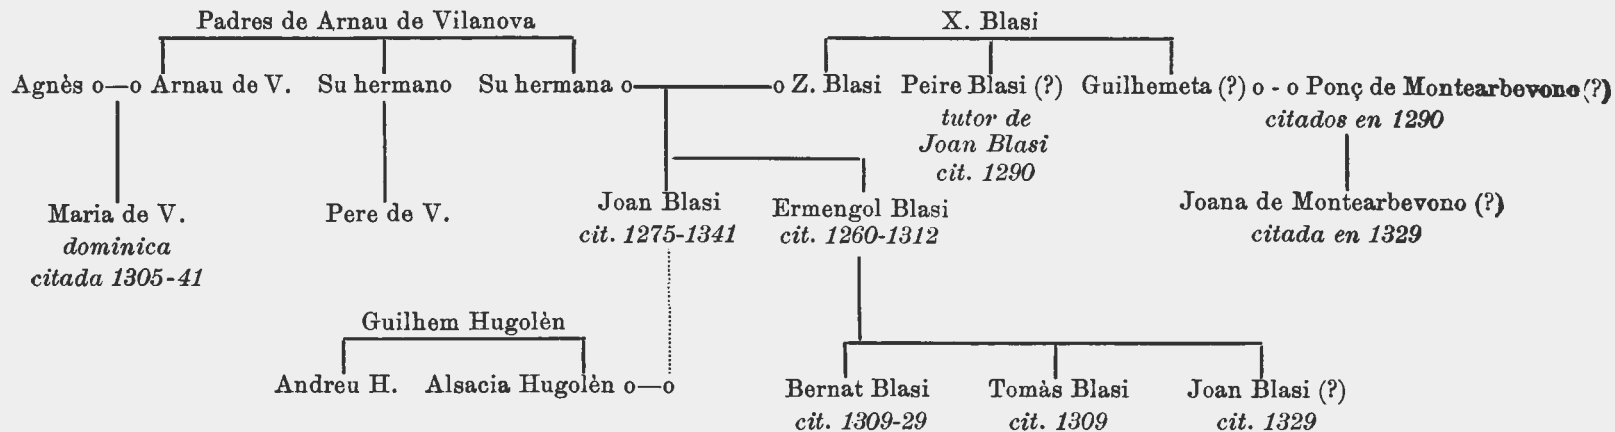 Padres de Arnau de Vilanova
X. Blasi
Agnès o—o Arnau de V.
Su hermano
Su hermana o—o Z. Blasi
Peire Blasi (?)
tutor de
Joan Blasi
cit. 1290
Guilhemeta (?) o - o Ponç de Montearbevono (?)
citados en 1290
Maria de V.
dominica
citada 1305-41
Pere de V.
Joan Blasi
cit. 1275-1341
Ermengol Blasi
cit. 1260-1312
Joana de Montearbevono (?)
citada en 1329
Guilhem Hugolèn
Andreu H.
Alsacia Hugolèn o—o
Bernat Blasi
cit. 1309-29
Tomàs Blasi
cit. 1309
Joan Blasi (?)
cit. 1329